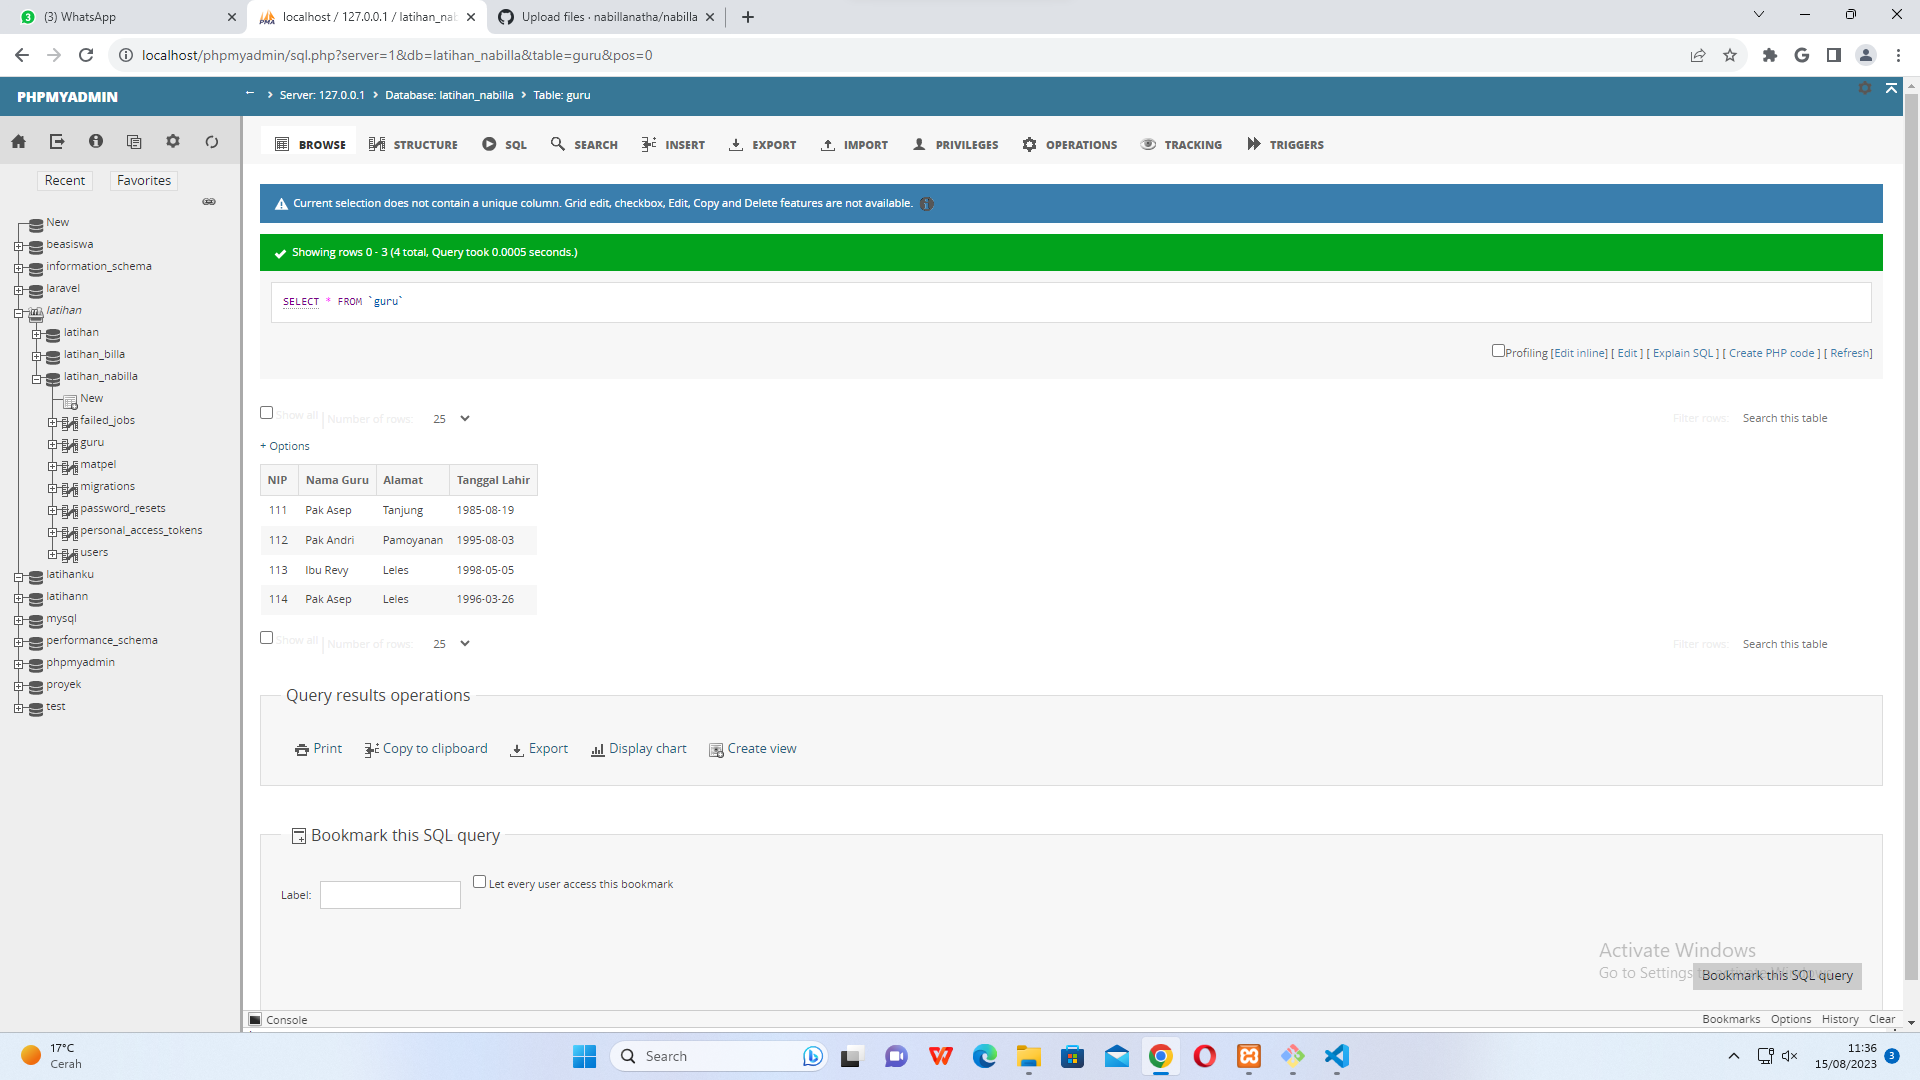 (3) WhatsApp
localhost / 127.0.0.1 / latihan_nab
Upload files · nabillanatha/nabilla
localhost/phpmyadmin/sql.php?server=1&db=latihan_nabilla&table=guru&pos=0
PHPMYADMIN
Server: 127.0.0.1 › Database: latihan_nabilla › Table: guru
BROWSE STRUCTURE SQL SEARCH INSERT EXPORT IMPORT PRIVILEGES OPERATIONS TRACKING TRIGGERS
Recent Favorites
New
beasiswa
information_schema
laravel
latihan
latihan
latihan_billa
latihan_nabilla
New
failed_jobs
guru
matpel
migrations
password_resets
personal_access_tokens
users
latihanku
latihann
mysql
performance_schema
phpmyadmin
proyek
test
Current selection does not contain a unique column. Grid edit, checkbox, Edit, Copy and Delete features are not available.
Showing rows 0 - 3 (4 total, Query took 0.0005 seconds.)
SELECT * FROM `guru`
Profiling [Edit inline] [ Edit ] [ Explain SQL ] [ Create PHP code ] [ Refresh]
Show all Number of rows: 25 Filter rows: Search this table
+ Options
NIP Nama Guru Alamat Tanggal Lahir
111 Pak Asep Tanjung 1985-08-19
112 Pak Andri Pamoyanan 1995-08-03
113 Ibu Revy Leles 1998-05-05
114 Pak Asep Leles 1996-03-26
Show all Number of rows: 25 Filter rows: Search this table
Query results operations
Print Copy to clipboard Export Display chart Create view
Bookmark this SQL query
Label: Let every user access this bookmark
Activate Windows
Go to Settings
Bookmark this SQL query
Console Bookmarks Options History Clear
17°C
Cerah
Search
11:36
15/08/2023
3